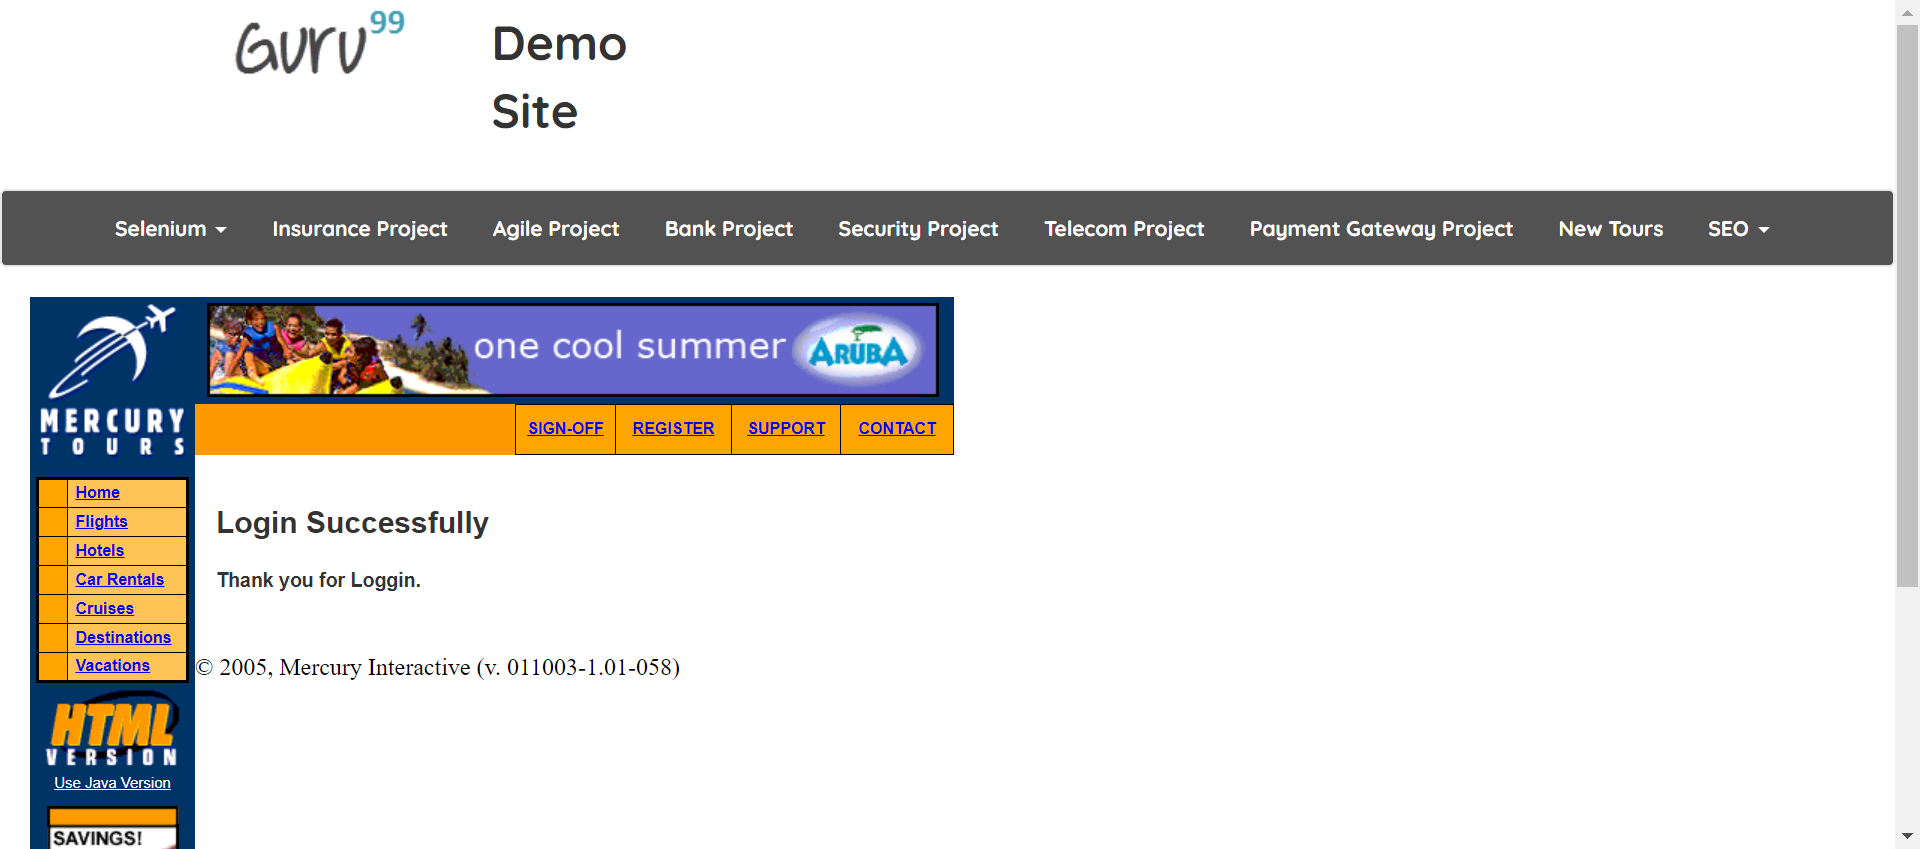 Guru99
Demo
Site
Selenium
Insurance Project
Agile Project
Bank Project
Security Project
Telecom Project
Payment Gateway Project
New Tours
SEO
MERCURY
TOURS
one cool summer
ARUBA
SIGN-OFF
REGISTER
SUPPORT
CONTACT
Home
Flights
Hotels
Car Rentals
Cruises
Destinations
Vacations
Login Successfully
Thank you for Loggin.
© 2005, Mercury Interactive (v. 011003-1.01-058)
HTML
VERSION
Use Java Version
SAVINGS!